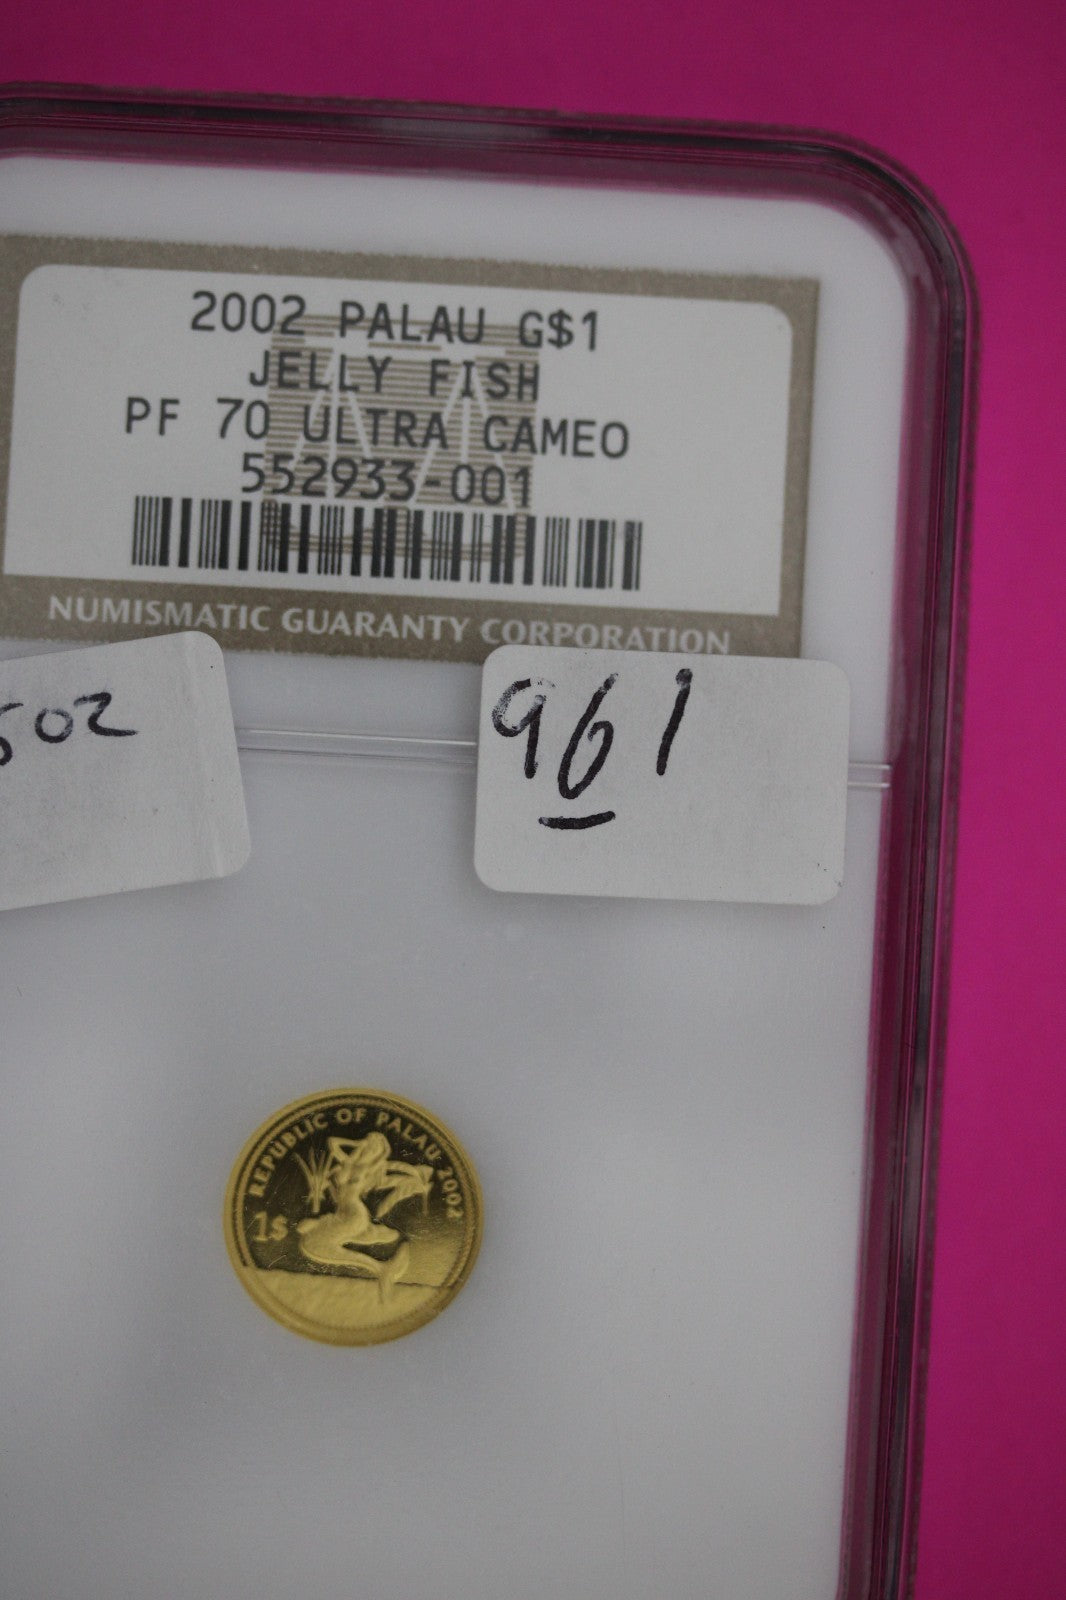 2002 PALAU G$1
JELLY FISH
PF 70 ULTRA CAMEO
552933-001
NUMISMATIC GUARANTY CORPORATION
502
961
REPUBLIC OF PALAU 2002
1$